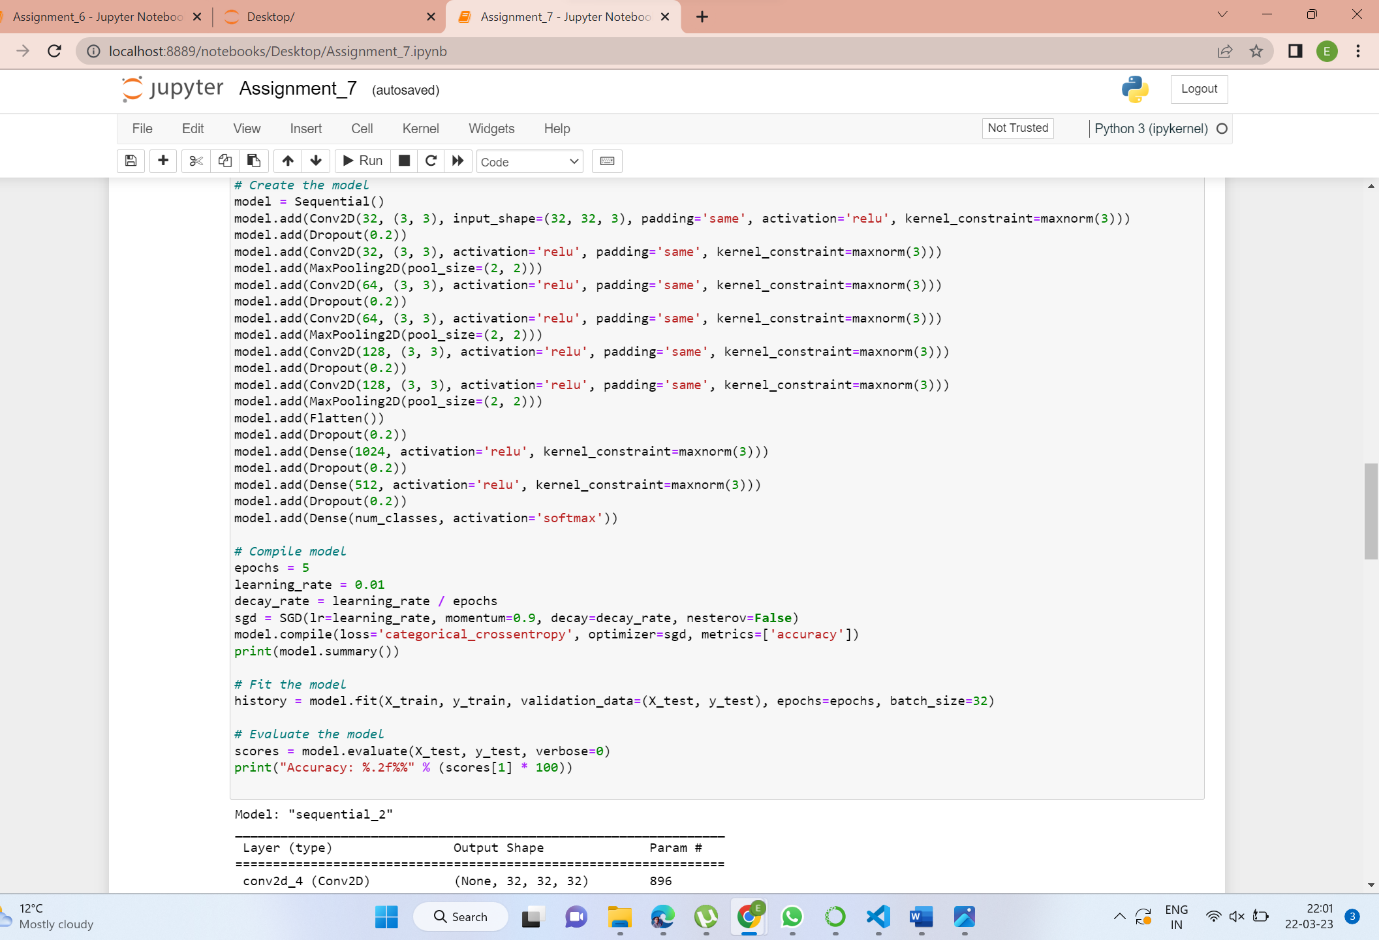 Assignment_6 - Jupyter Noteboo
Desktop/
Assignment_7 - Jupyter Noteboo
localhost:8889/notebooks/Desktop/Assignment_7.ipynb
E
jupyter Assignment_7 (autosaved)
Logout
File Edit View Insert Cell Kernel Widgets Help
Not Trusted
Python 3 (ipykernel)
Run
Code
# Create the model
model = Sequential()
model.add(Conv2D(32, (3, 3), input_shape=(32, 32, 3), padding='same', activation='relu', kernel_constraint=maxnorm(3)))
model.add(Dropout(0.2))
model.add(Conv2D(32, (3, 3), activation='relu', padding='same', kernel_constraint=maxnorm(3)))
model.add(MaxPooling2D(pool_size=(2, 2)))
model.add(Conv2D(64, (3, 3), activation='relu', padding='same', kernel_constraint=maxnorm(3)))
model.add(Dropout(0.2))
model.add(Conv2D(64, (3, 3), activation='relu', padding='same', kernel_constraint=maxnorm(3)))
model.add(MaxPooling2D(pool_size=(2, 2)))
model.add(Conv2D(128, (3, 3), activation='relu', padding='same', kernel_constraint=maxnorm(3)))
model.add(Dropout(0.2))
model.add(Conv2D(128, (3, 3), activation='relu', padding='same', kernel_constraint=maxnorm(3)))
model.add(MaxPooling2D(pool_size=(2, 2)))
model.add(Flatten())
model.add(Dropout(0.2))
model.add(Dense(1024, activation='relu', kernel_constraint=maxnorm(3)))
model.add(Dropout(0.2))
model.add(Dense(512, activation='relu', kernel_constraint=maxnorm(3)))
model.add(Dropout(0.2))
model.add(Dense(num_classes, activation='softmax'))
# Compile model
epochs = 5
learning_rate = 0.01
decay_rate = learning_rate / epochs
sgd = SGD(lr=learning_rate, momentum=0.9, decay=decay_rate, nesterov=False)
model.compile(loss='categorical_crossentropy', optimizer=sgd, metrics=['accuracy'])
print(model.summary())
# Fit the model
history = model.fit(X_train, y_train, validation_data=(X_test, y_test), epochs=epochs, batch_size=32)
# Evaluate the model
scores = model.evaluate(X_test, y_test, verbose=0)
print("Accuracy: %.2f%%" % (scores[1] * 100))
Model: "sequential_2"
Layer (type) Output Shape Param #
=================================================================
conv2d_4 (Conv2D) (None, 32, 32, 32) 896
12°C
Mostly cloudy
Search
E
ENG
IN
22:01
22-03-23
3